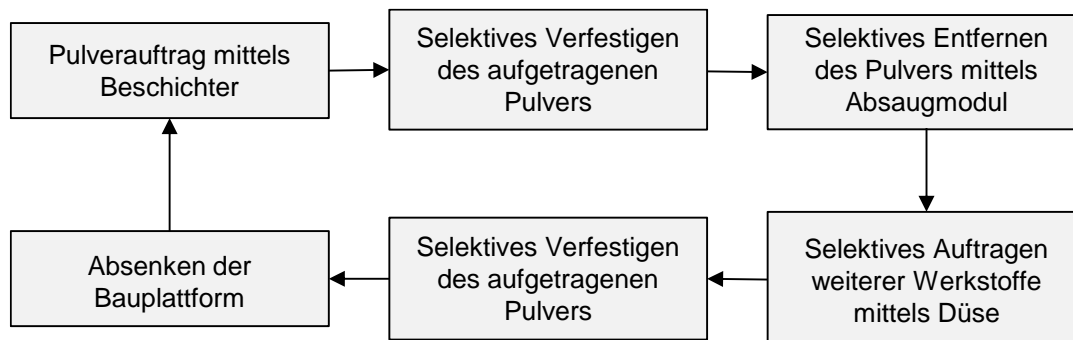 Pulverauftrag mittels
Beschichter
Selektives Verfestigen
des aufgetragenen
Pulvers
Selektives Entfernen
des Pulvers mittels
Absaugmodul
Selektives Auftragen
weiterer Werkstoffe
mittels Düse
Selektives Verfestigen
des aufgetragenen
Pulvers
Absenken der
Bauplattform